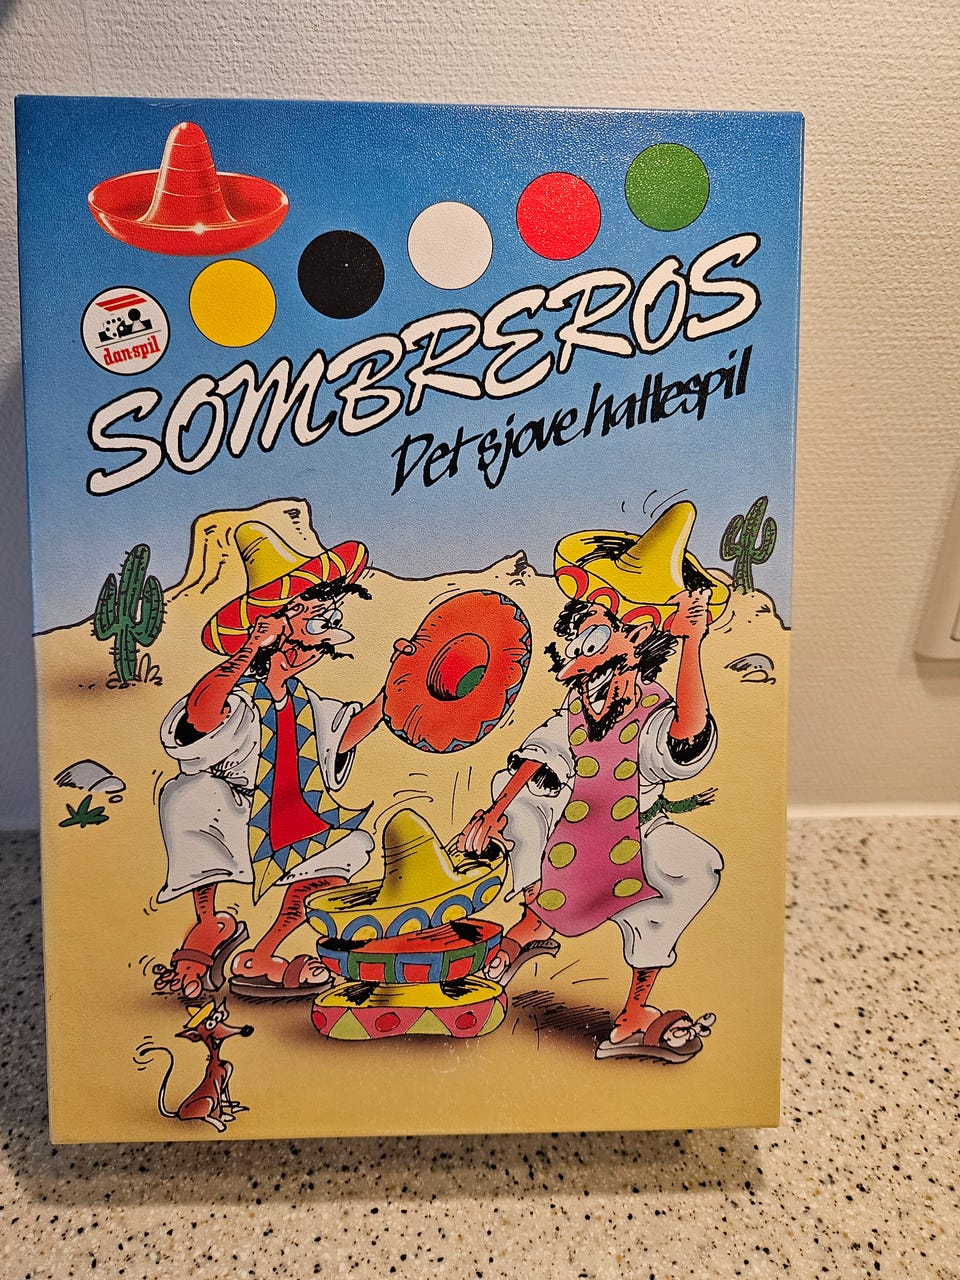 dan-spil
SOMBREROS
Det sjove hattespil